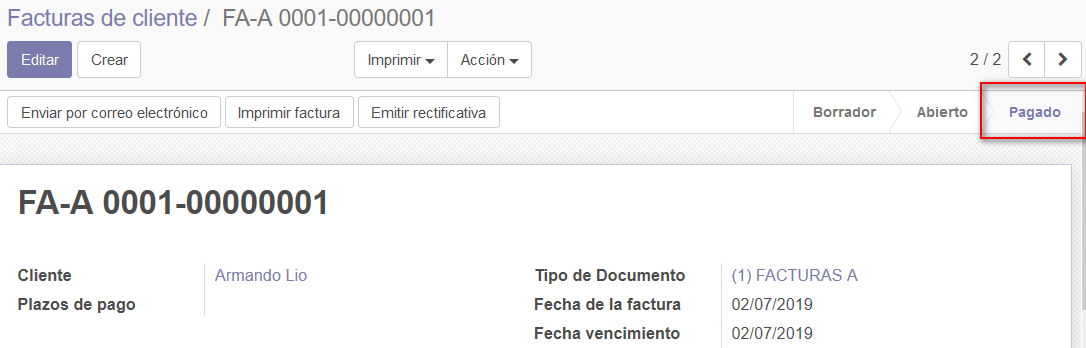 Facturas de cliente / FA-A 0001-00000001
Editar Crear Imprimir Acción 2 / 2
Enviar por correo electrónico Imprimir factura Emitir rectificativa Borrador Abierto Pagado
FA-A 0001-00000001
Cliente Armando Lio Tipo de Documento (1) FACTURAS A
Plazos de pago Fecha de la factura 02/07/2019
Fecha vencimiento 02/07/2019